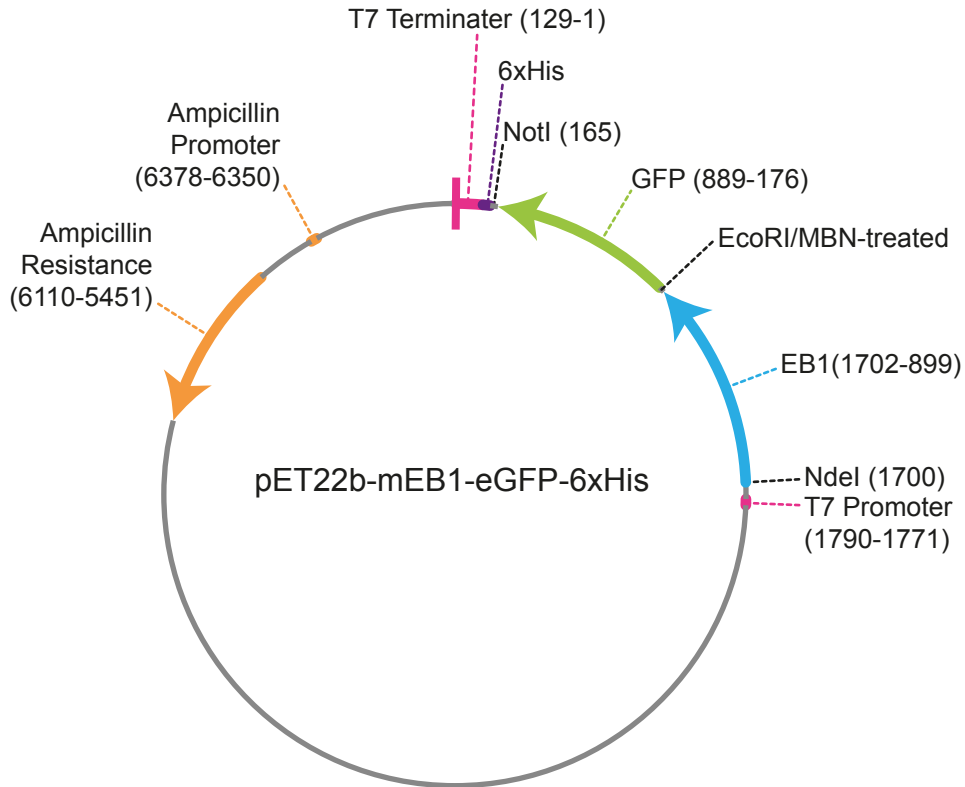 T7 Terminater (129-1)
6xHis
NotI (165)
Ampicillin
Promoter
(6378-6350)
GFP (889-176)
EcoRI/MBN-treated
Ampicillin
Resistance
(6110-5451)
EB1(1702-899)
pET22b-mEB1-eGFP-6xHis
NdeI (1700)
T7 Promoter
(1790-1771)